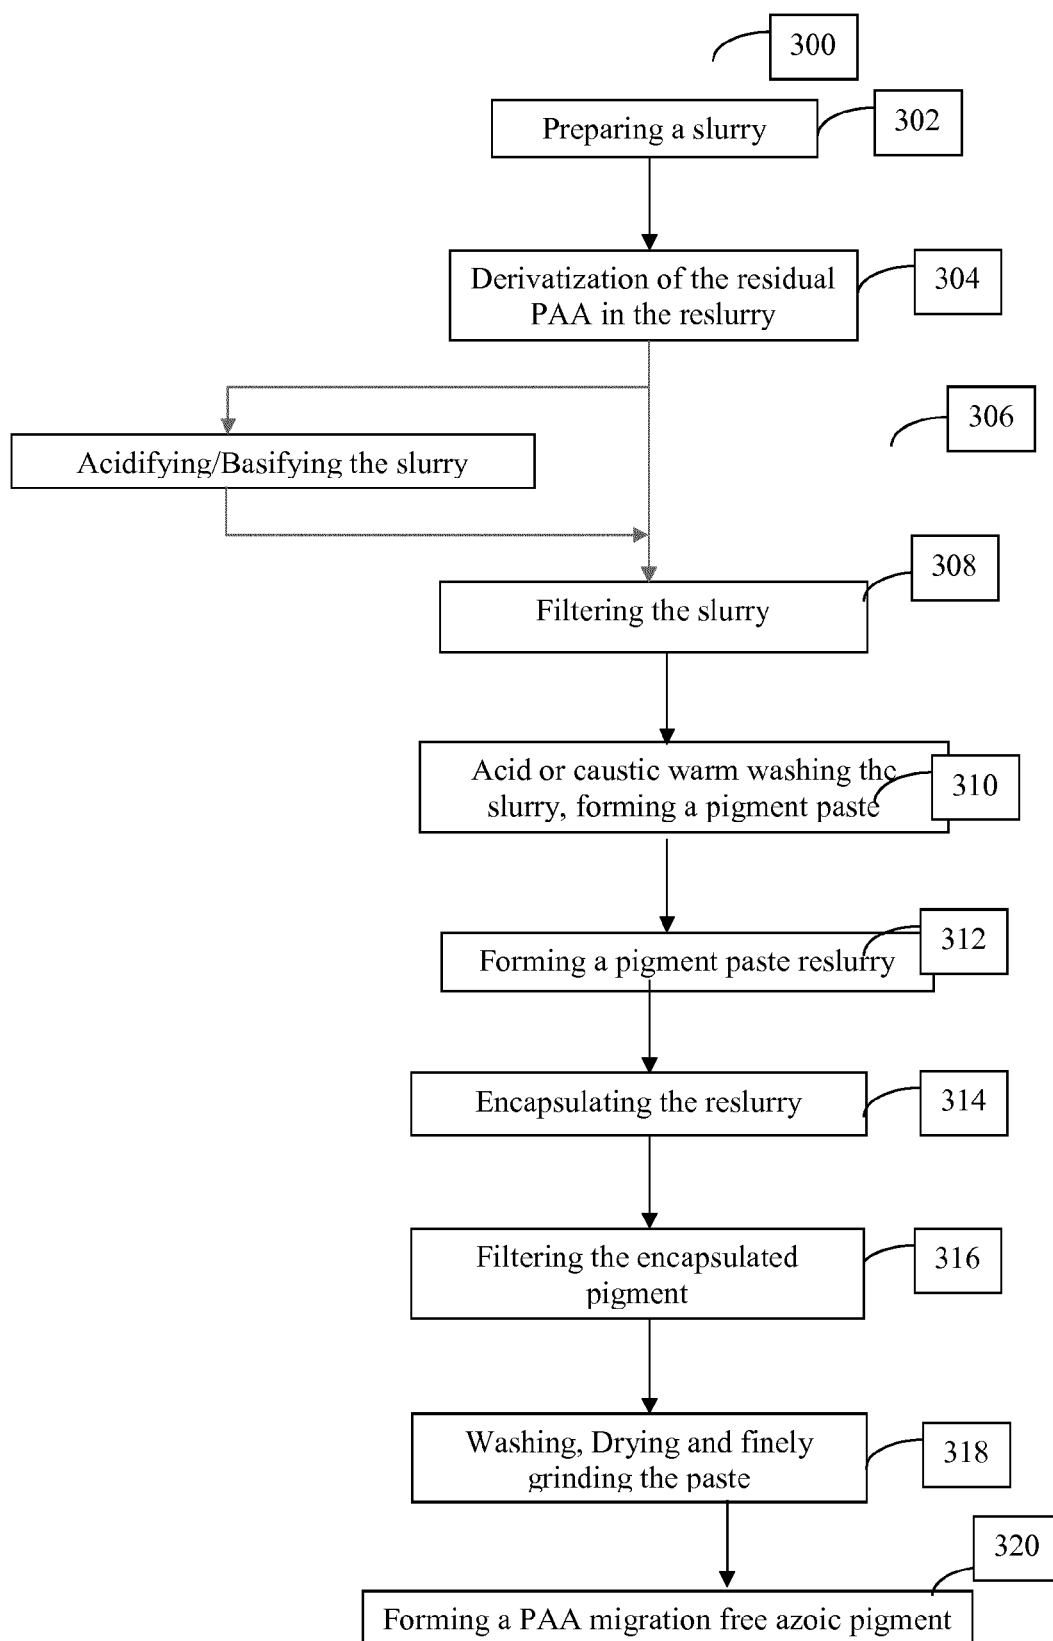 300
Preparing a slurry
302
Derivatization of the residual
PAA in the reslurry
304
306
Acidifying/Basifying the slurry
308
Filtering the slurry
Acid or caustic warm washing the
slurry, forming a pigment paste
310
Forming a pigment paste reslurry
312
Encapsulating the reslurry
314
Filtering the encapsulated
pigment
316
Washing, Drying and finely
grinding the paste
318
320
Forming a PAA migration free azoic pigment